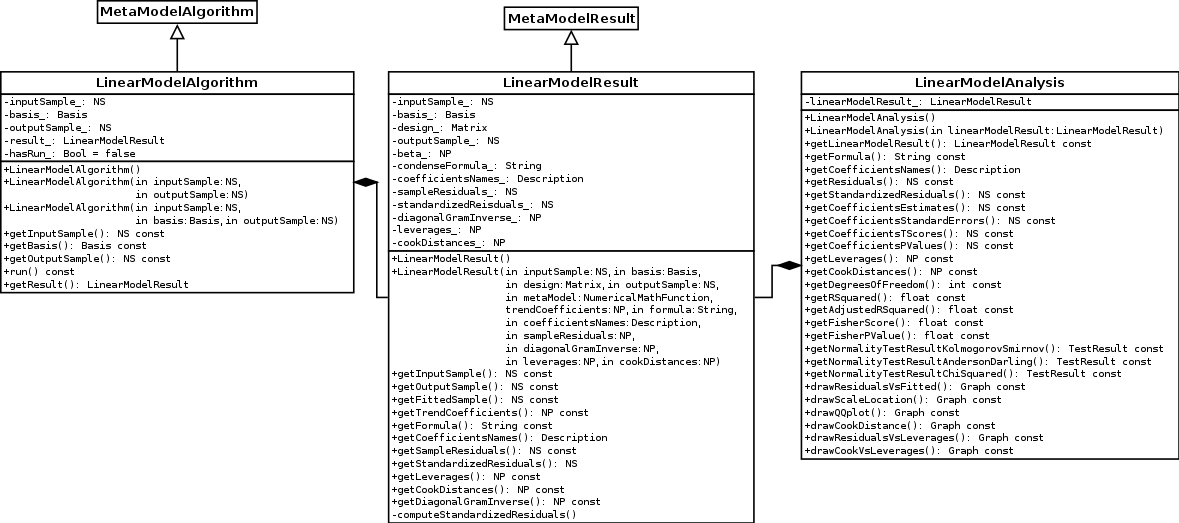 MetaModelAlgorithm
MetaModelResult
LinearModelAlgorithm
-inputSample_: NS
-basis_: Basis
-outputSample_: NS
-result_: LinearModelResult
-hasRun_: Bool = false
+LinearModelAlgorithm()
+LinearModelAlgorithm(in inputSample:NS,
in outputSample:NS)
+LinearModelAlgorithm(in inputSample:NS,
in basis:Basis,in outputSample:NS)
+getInputSample(): NS const
+getBasis(): Basis const
+getOutputSample(): NS const
+run() const
+getResult(): LinearModelResult
LinearModelResult
-inputSample_: NS
-basis_: Basis
-design_: Matrix
-outputSample_: NS
-beta_: NP
-condenseFormula_: String
-coefficientsNames_: Description
-sampleResiduals_: NS
-standardizedReisduals_: NS
-diagonalGramInverse_: NP
-leverages_: NP
-cookDistances_: NP
+LinearModelResult()
+LinearModelResult(in inputSample:NS,in basis:Basis,
in design:Matrix,in outputSample:NS,
in metaModel:NumericalMathFunction,
trendCoefficients:NP,in formula:String,
in coefficientsNames:Description,
in sampleResiduals:NP,
in diagonalGramInverse:NP,
in leverages:NP,in cookDistances:NP)
+getInputSample(): NS const
+getOutputSample(): NS const
+getFittedSample(): NS const
+getTrendCoefficients(): NP const
+getFormula(): String const
+getCoefficientsNames(): Description
+getSampleResiduals(): NS const
+getStandardizedResiduals(): NS
+getLeverages(): NP const
+getCookDistances(): NP const
+getDiagonalGramInverse(): NP const
-computeStandardizedResiduals()
LinearModelAnalysis
-linearModelResult_: LinearModelResult
+LinearModelAnalysis()
+LinearModelAnalysis(in linearModelResult:LinearModelResult)
+getLinearModelResult(): LinearModelResult const
+getFormula(): String const
+getCoefficientsNames(): Description
+getResiduals(): NS const
+getStandardizedResiduals(): NS const
+getCoefficientsEstimates(): NS const
+getCoefficientsStandardErrors(): NS const
+getCoefficientsTScores(): NS const
+getCoefficientsPValues(): NS const
+getLeverages(): NP const
+getCookDistances(): NP const
+getDegreesOfFreedom(): int const
+getRSquared(): float const
+getAdjustedRSquared(): float const
+getFisherScore(): float const
+getFisherPValue(): float const
+getNormalityTestResultKolmogorovSmirnov(): TestResult const
+getNormalityTestResultAndersonDarling(): TestResult const
+getNormalityTestResultChiSquared(): TestResult const
+drawResidualsVsFitted(): Graph const
+drawScaleLocation(): Graph const
+drawQQplot(): Graph const
+drawCookDistance(): Graph const
+drawResidualsVsLeverages(): Graph const
+drawCookVsLeverages(): Graph const